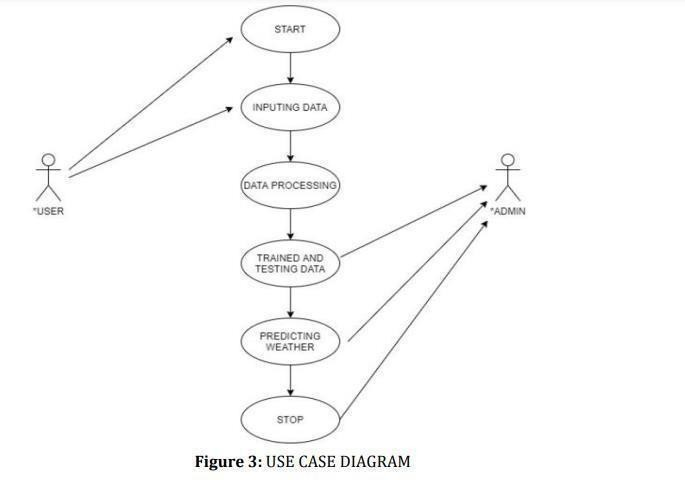 START
INPUTING DATA
DATA PROCESSING
*USER
*ADMIN
TRAINED AND
TESTING DATA
PREDICTING
WEATHER
STOP
Figure 3: USE CASE DIAGRAM